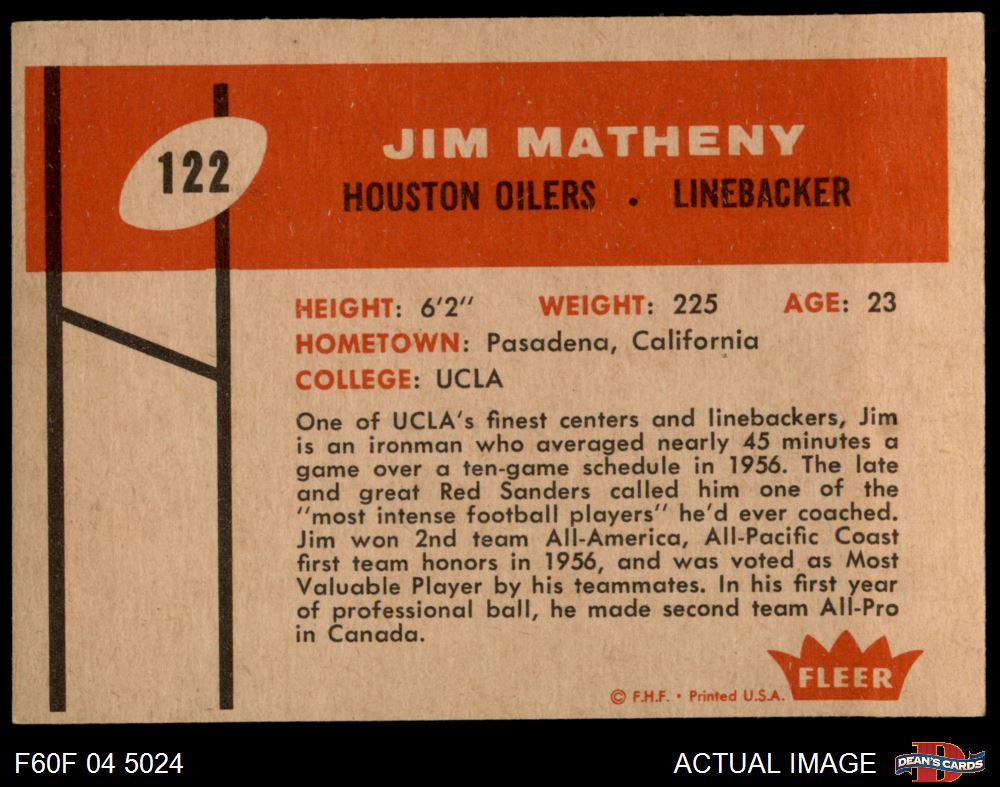 122
JIM MATHENY
HOUSTON OILERS . LINEBACKER
HEIGHT: 6'2" WEIGHT: 225 AGE: 23
HOMETOWN: Pasadena, California
COLLEGE: UCLA
One of UCLA's finest centers and linebackers, Jim
is an ironman who averaged nearly 45 minutes a
game over a ten-game schedule in 1956. The late
and great Red Sanders called him one of the
"most intense football players" he'd ever coached.
Jim won 2nd team All-America, All-Pacific Coast
first team honors in 1956, and was voted as Most
Valuable Player by his teammates. In his first year
of professional ball, he made second team All-Pro
in Canada.
FLEER
© F.H.F. • Printed U.S.A.
F60F 04 5024
ACTUAL IMAGE
DEAN'S CARDS